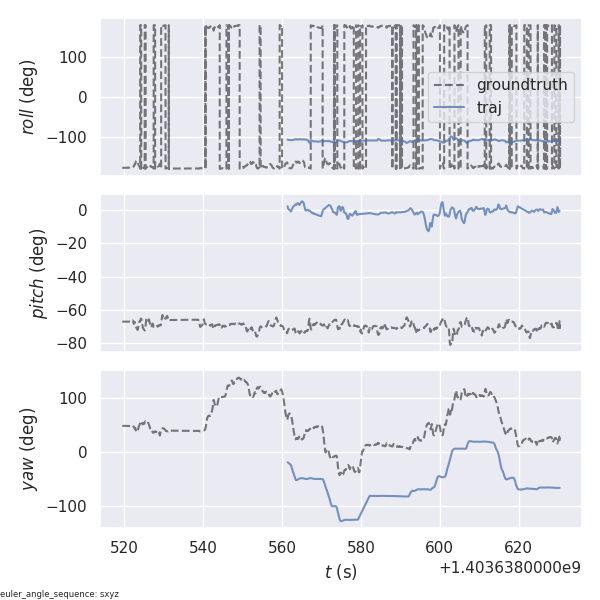 roll (deg)
100
0
−100
groundtruth
traj
pitch (deg)
0
−20
−40
−60
−80
yaw (deg)
100
0
−100
520 540 560 580 600 620
t (s)
+1.4036380000e9
euler_angle_sequence: sxyz